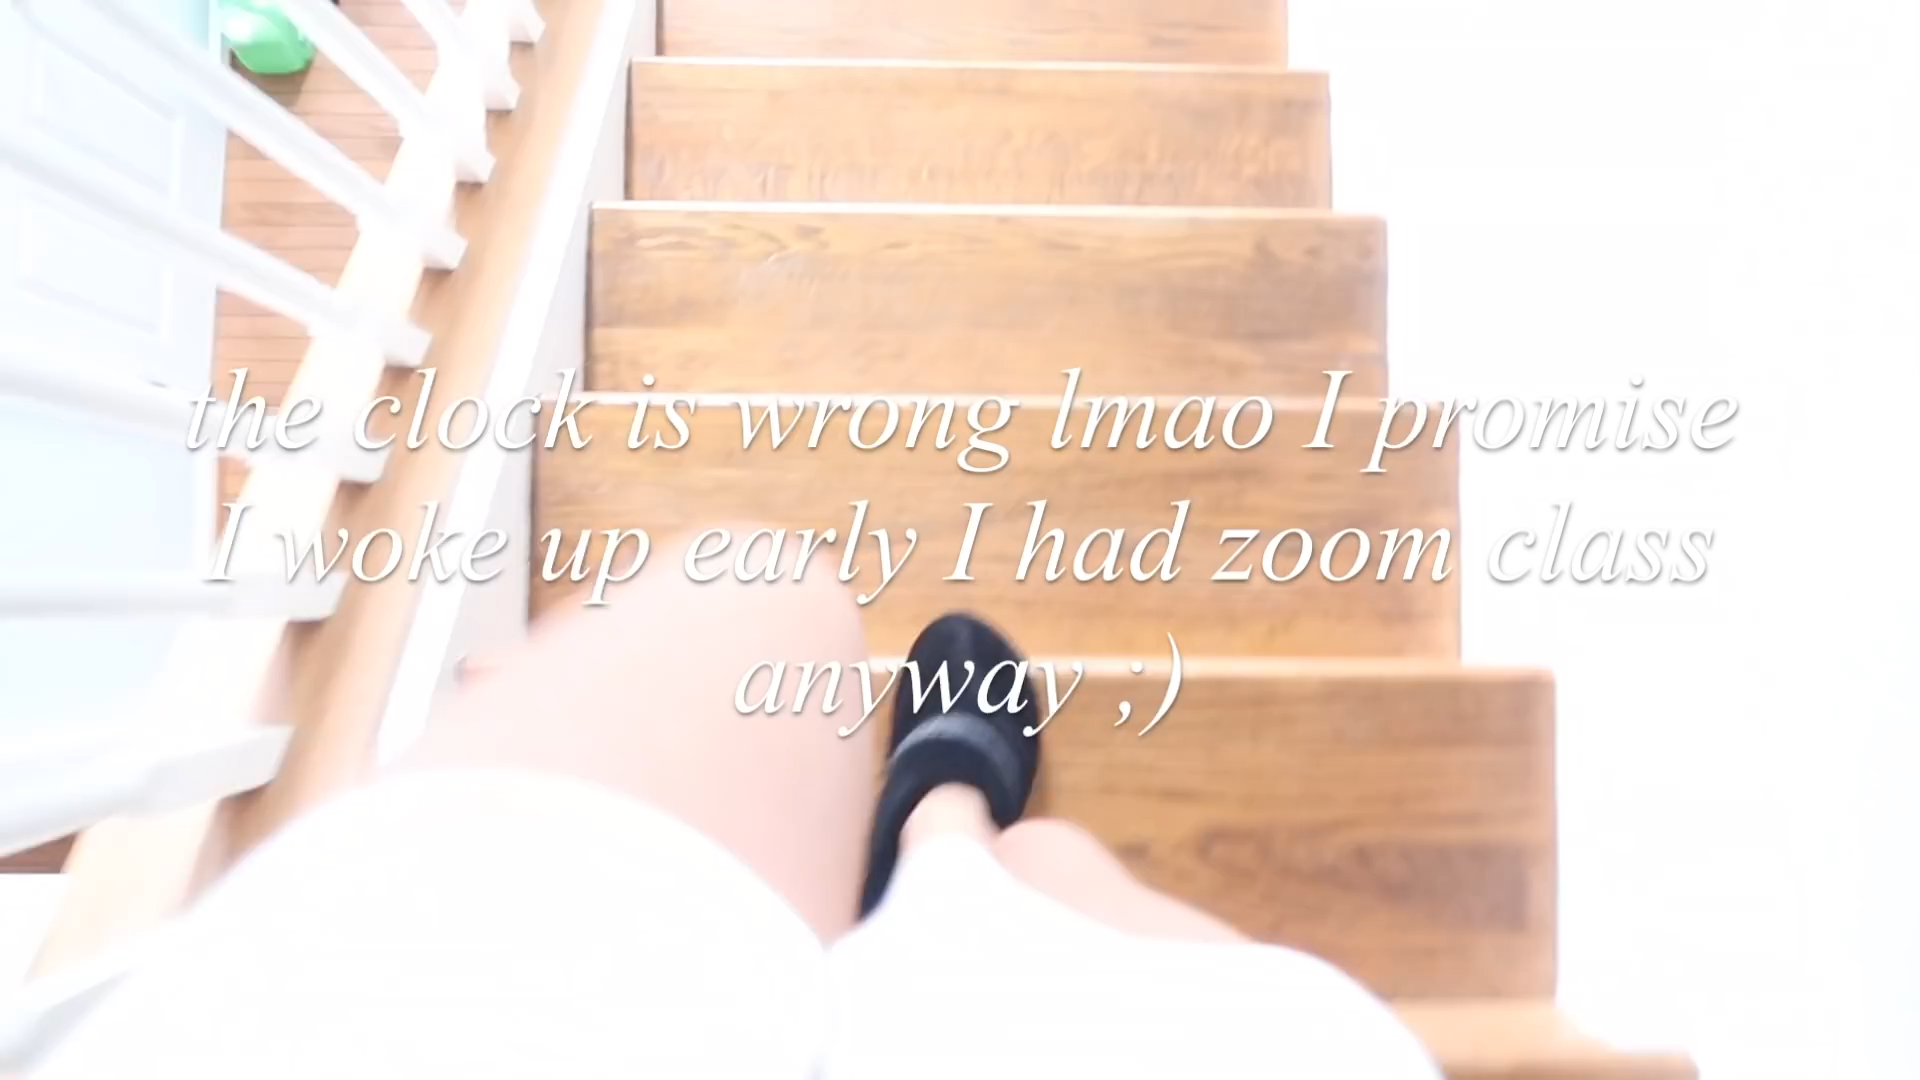 the clock is wrong lmao I promise
I woke up early I had zoom class
anyway ;)